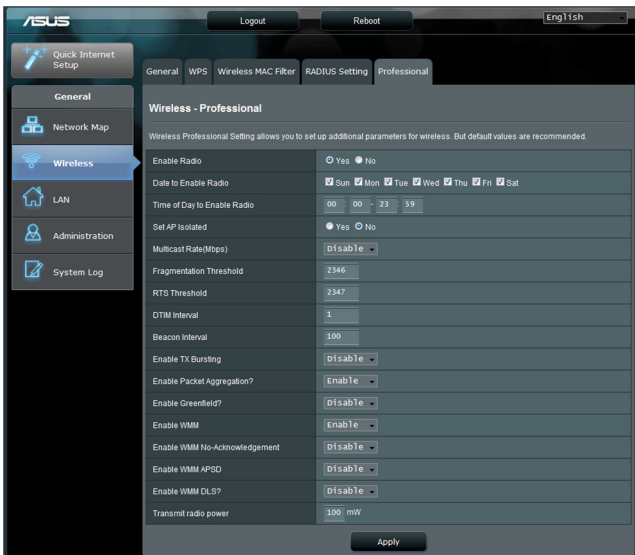 ASUS
Logout
Reboot
English
Quick Internet
Setup
General
Network Map
Wireless
LAN
Administration
System Log
General WPS Wireless MAC Filter RADIUS Setting Professional
Wireless - Professional
Wireless Professional Setting allows you to set up additional parameters for wireless. But default values are recommended.
Enable Radio Yes No
Date to Enable Radio Sun Mon Tue Wed Thu Fri Sat
Time of Day to Enable Radio 00 : 00 - 23 : 59
Set AP Isolated Yes No
Multicast Rate(Mbps) Disable
Fragmentation Threshold 2346
RTS Threshold 2347
DTIM Interval 1
Beacon Interval 100
Enable TX Bursting Disable
Enable Packet Aggregation? Enable
Enable Greenfield? Disable
Enable WMM Enable
Enable WMM No-Acknowledgement Disable
Enable WMM APSD Disable
Enable WMM DLS? Disable
Transmit radio power 100 mW
Apply